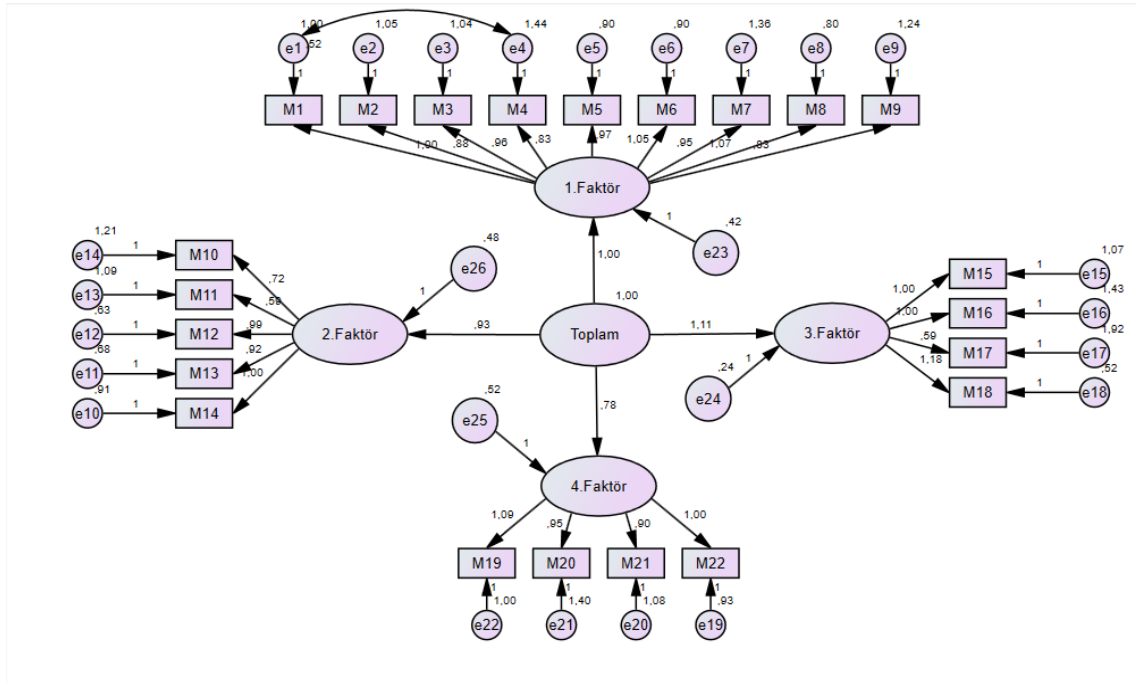 1,00 1,05 1,04 1,44 ,90 ,90 1,36 ,80 1,24
e1 ,52 e2 e3 e4 e5 e6 e7 e8 e9
1 1 1 1 1 1 1 1 1
M1 M2 M3 M4 M5 M6 M7 M8 M9
1,00 ,88 ,96 ,83 ,97 1,05 ,95 1,07 ,83
1.Faktör
1 ,42
e23
1,00
1,21
e14 1 M10
1,09
e13 1 M11
,63
e12 1 M12
,68
e11 1 M13
,91
e10 1 M14
,72
,59
,99
,92
1,00
2.Faktör
,48
e26
1
,93
1,00
Toplam
1,11
3.Faktör
,24
e24
1
1,00
1,00
,59
1,18
1,07
M15 1 e15
1,43
M16 1 e16
1,92
M17 1 e17
,52
M18 1 e18
,78
,52
e25
1
4.Faktör
1,09 ,95 ,90 1,00
M19 M20 M21 M22
1 1 1 1
1,00 1,40 1,08 ,93
e22 e21 e20 e19